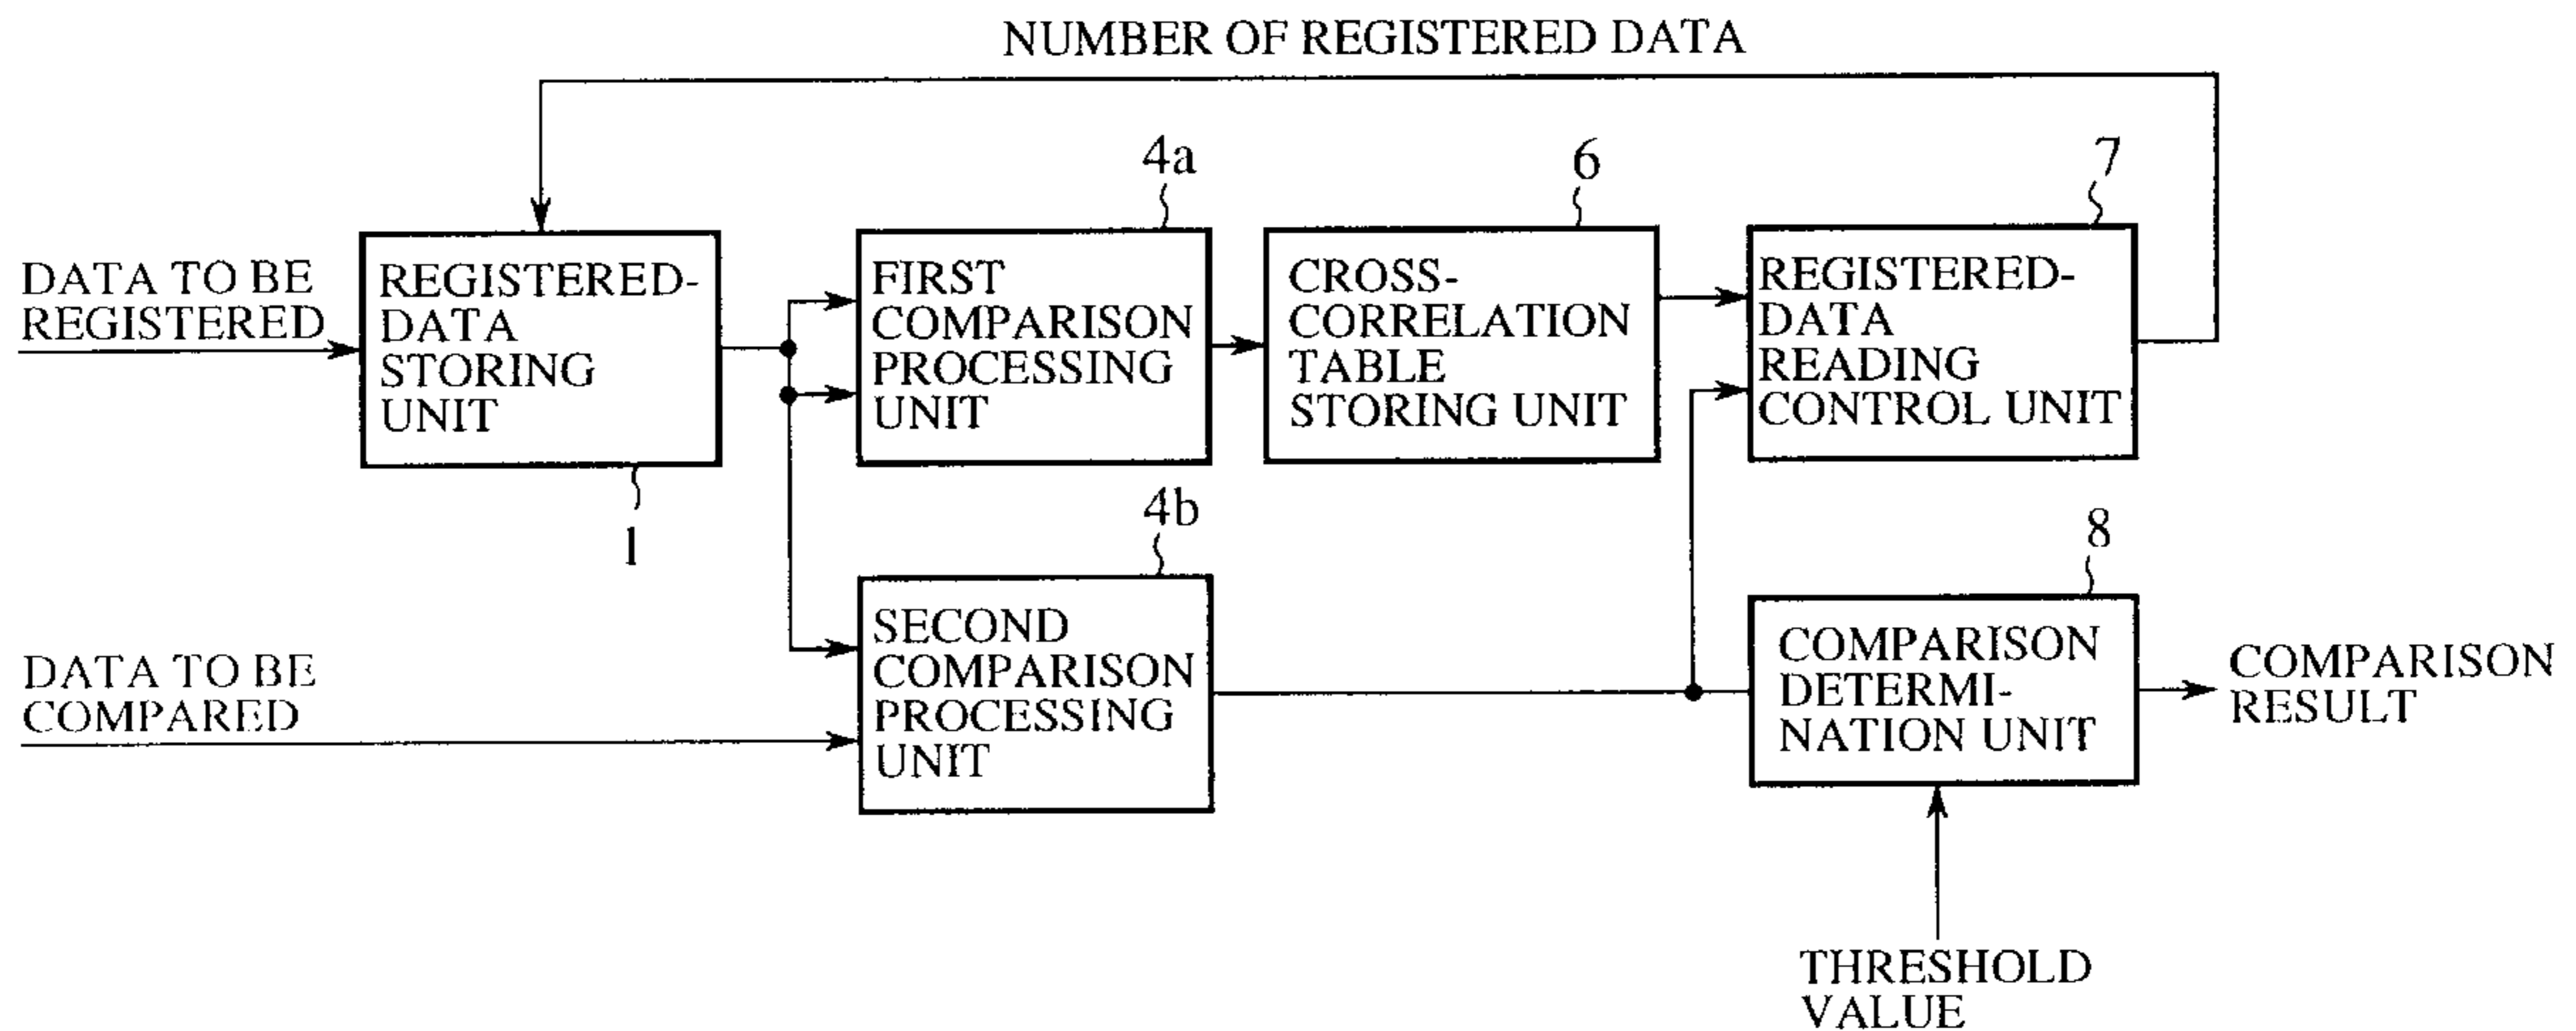 NUMBER OF REGISTERED DATA
4a
6
7
DATA TO BE
REGISTERED
REGISTERED-
DATA
STORING
UNIT
1
FIRST
COMPARISON
PROCESSING
UNIT
CROSS-
CORRELATION
TABLE
STORING UNIT
REGISTERED-
DATA
READING
CONTROL UNIT
4b
8
DATA TO BE
COMPARED
SECOND
COMPARISON
PROCESSING
UNIT
COMPARISON
DETERMI-
NATION UNIT
COMPARISON
RESULT
THRESHOLD
VALUE